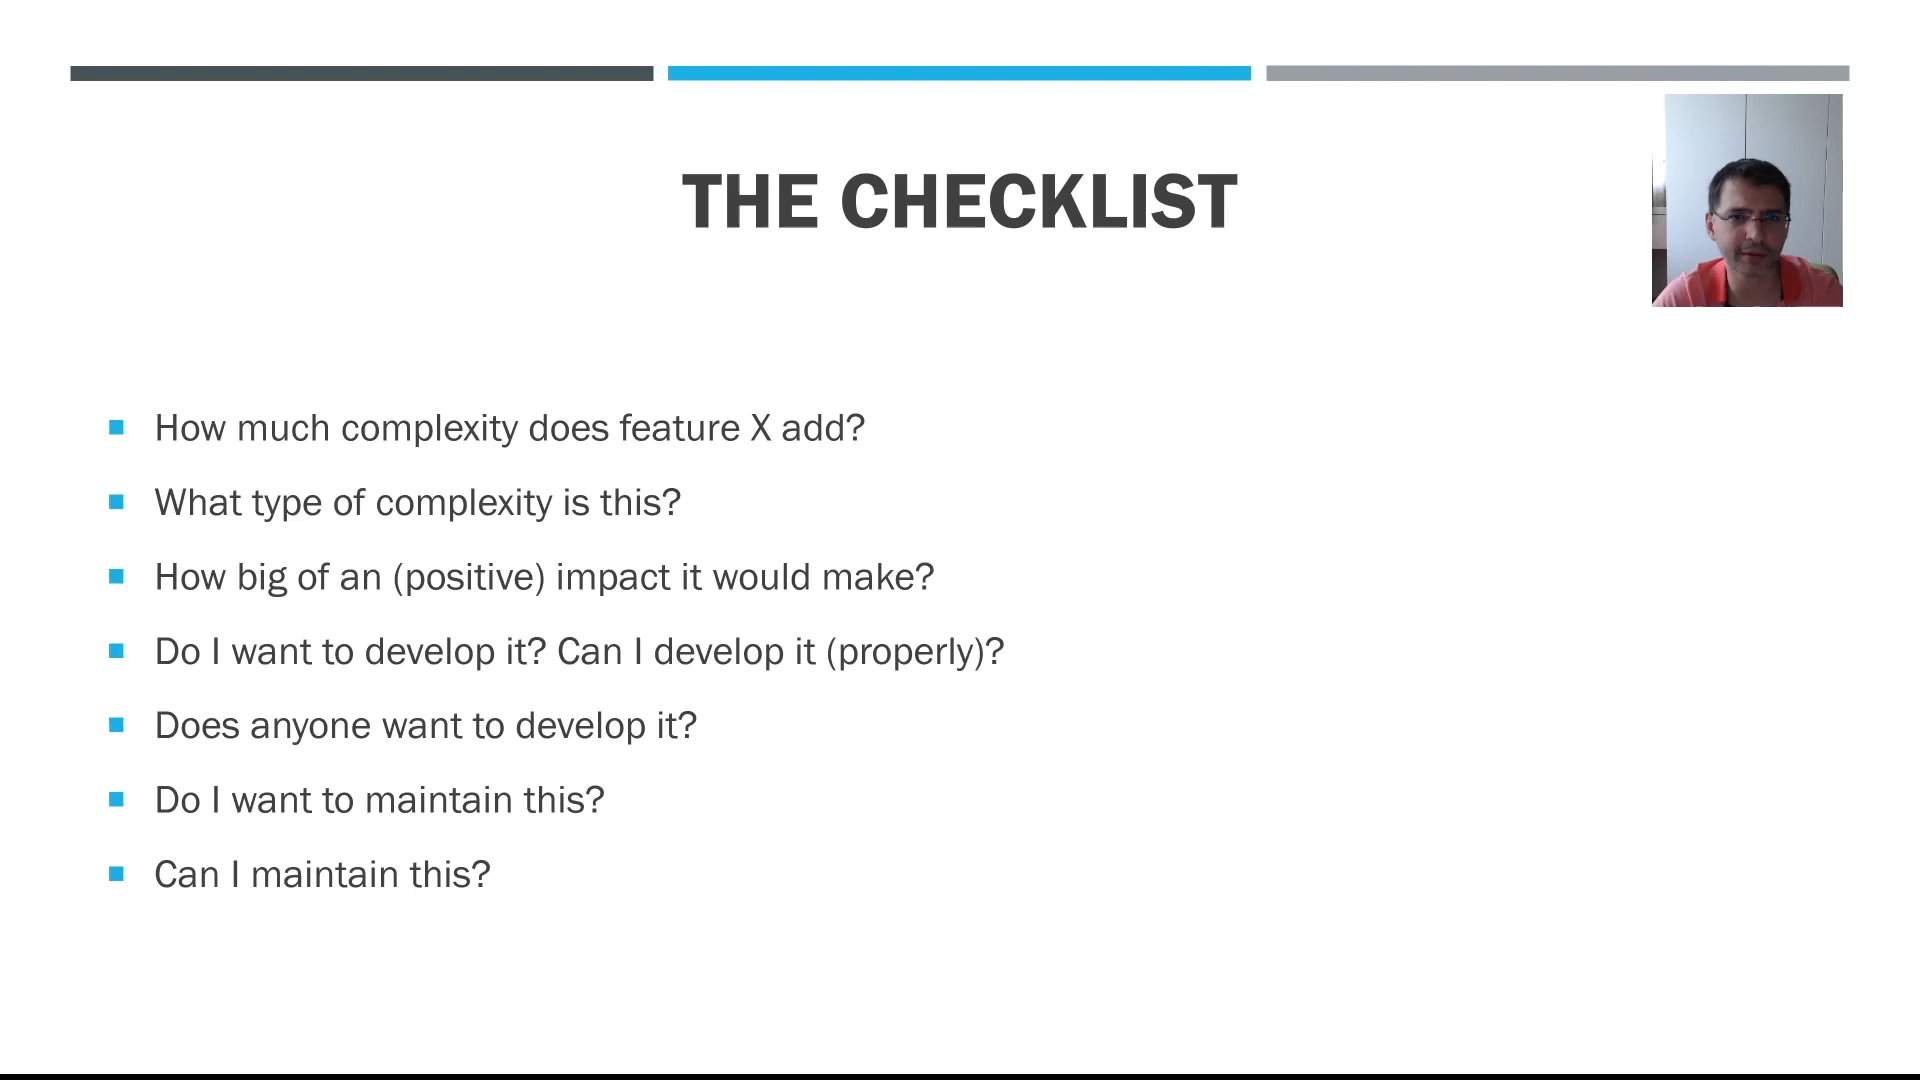 THE CHECKLIST
How much complexity does feature X add?
What type of complexity is this?
How big of an (positive) impact it would make?
Do I want to develop it? Can I develop it (properly)?
Does anyone want to develop it?
Do I want to maintain this?
Can I maintain this?